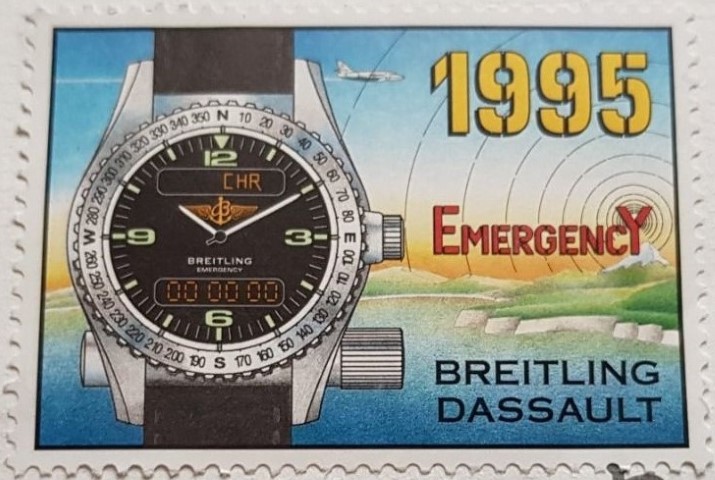 1995
EMERGENCY
BREITLING
DASSAULT
N 10 20 30 40 50 60 70 80 E 100 110 120 130 140 150 160 170 S 190 200 210 220 230 240 250 260 W 280 290 300 310 320 330 340 350
12
CHR
9
3
BREITLING
EMERGENCY
00 00 00
6